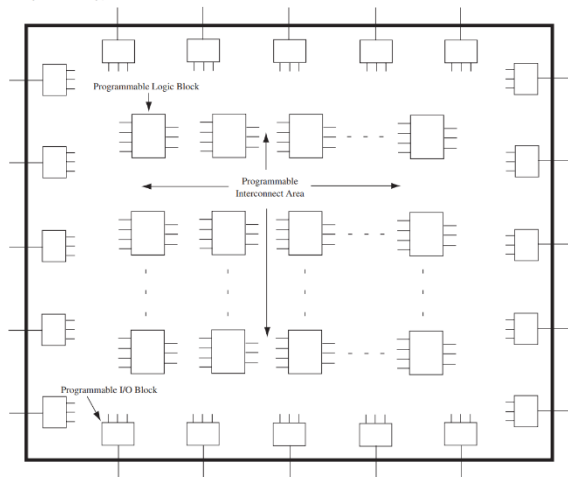 Programmable Logic Block
Programmable
Interconnect Area
Programmable I/O Block